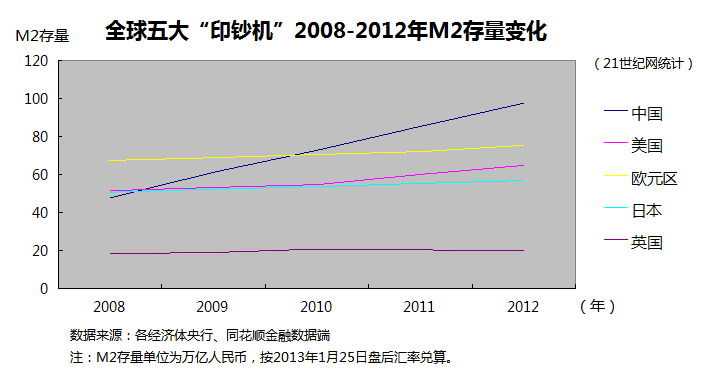 全球五大“印钞机”2008-2012年M2存量变化
M2存量
（21世纪网统计）
120
100
80
60
40
20
0
2008 2009 2010 2011 2012 （年）
中国
美国
欧元区
日本
英国
数据来源：各经济体央行、同花顺金融数据端
注：M2存量单位为万亿人民币，按2013年1月25日盘后汇率兑算。